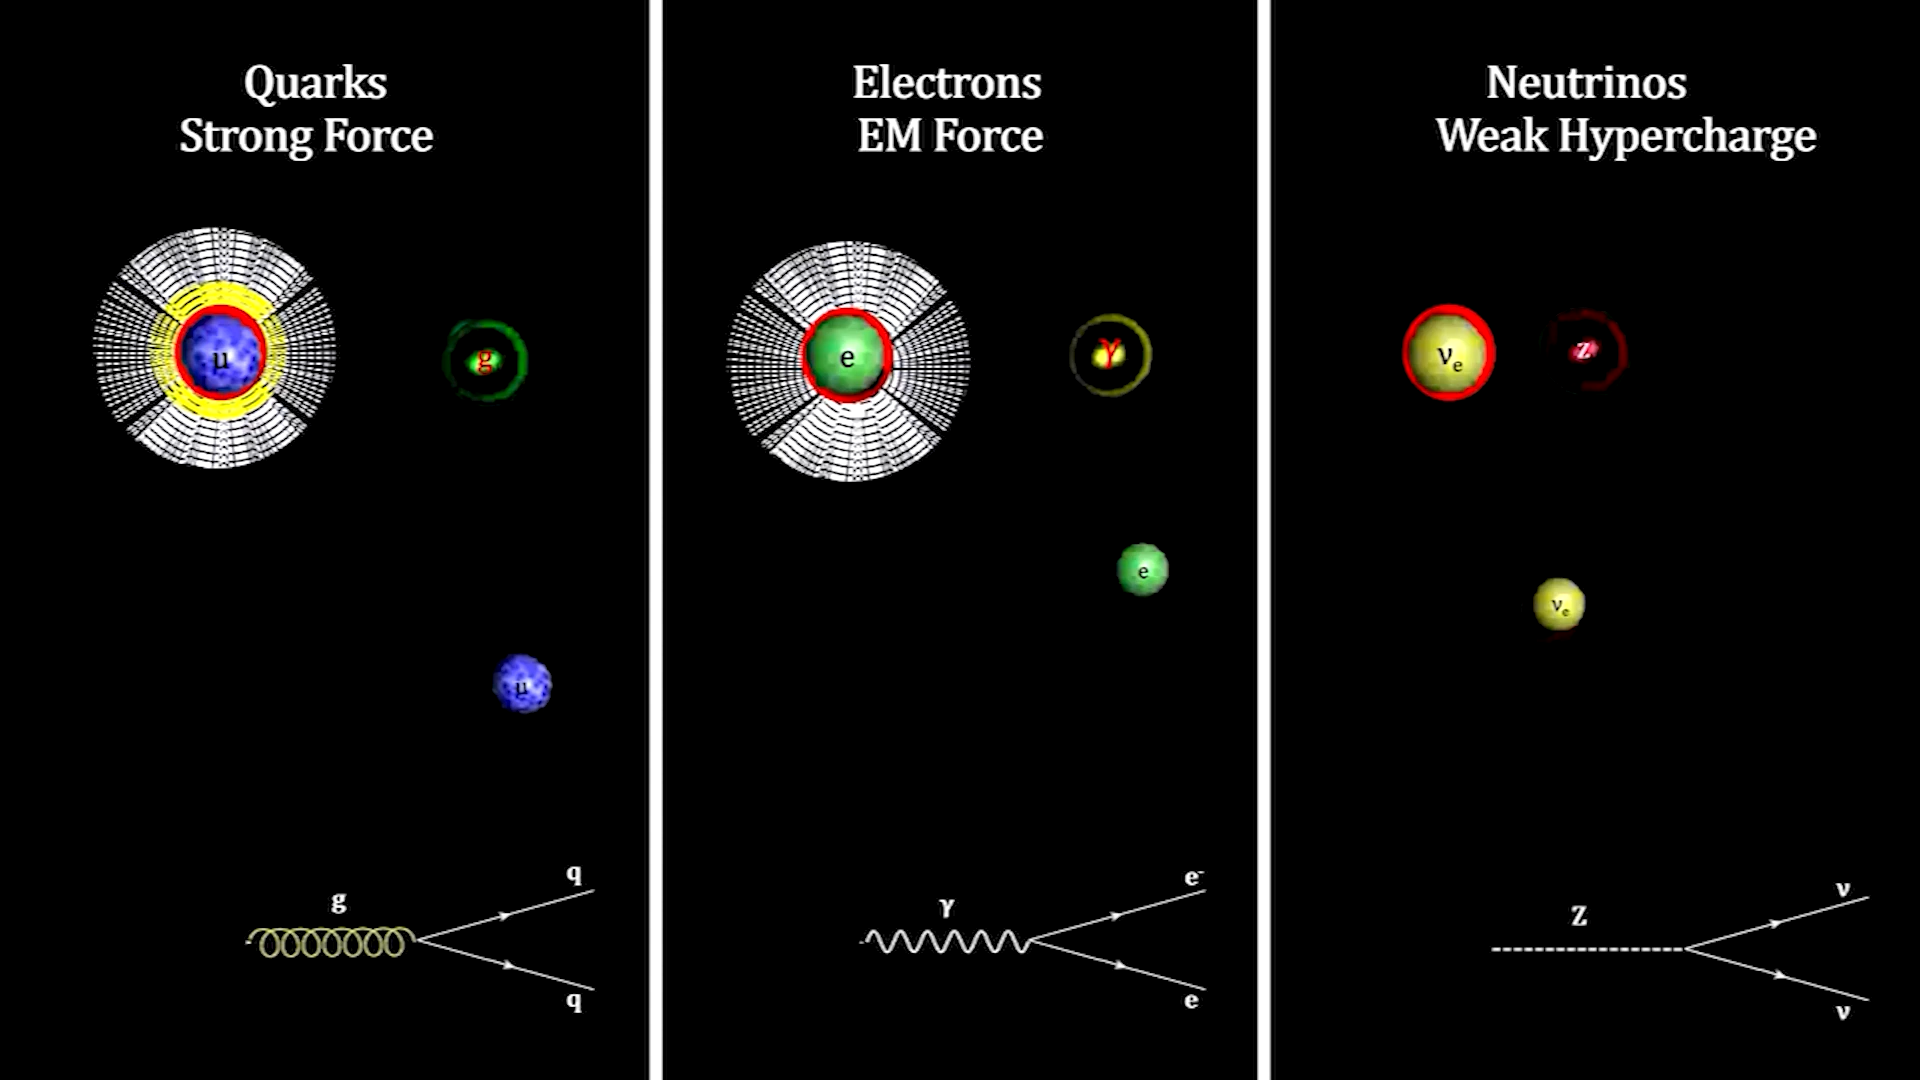 Quarks
Strong Force
μ
g
μ
g
q
q
Electrons
EM Force
e
γ
e
γ
e-
e
Neutrinos
Weak Hypercharge
νe
z
νe
Z
ν
ν